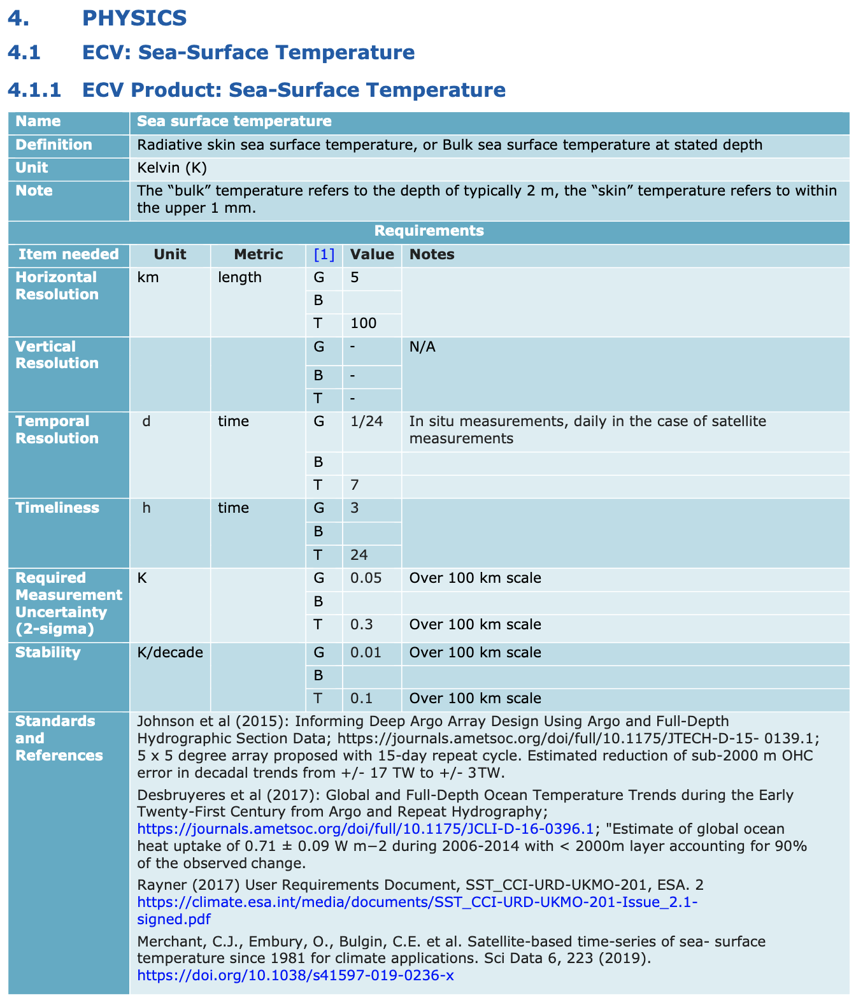 4. PHYSICS
4.1 ECV: Sea-Surface Temperature
4.1.1 ECV Product: Sea-Surface Temperature
Name Sea surface temperature
Definition Radiative skin sea surface temperature, or Bulk sea surface temperature at stated depth
Unit Kelvin (K)
Note The “bulk” temperature refers to the depth of typically 2 m, the “skin” temperature refers to within
the upper 1 mm.
Requirements
Item needed Unit Metric [1] Value Notes
Horizontal km length G 5
Resolution
B
T 100
Vertical G - N/A
Resolution
B -
T -
Temporal d time G 1/24 In situ measurements, daily in the case of satellite
Resolution measurements
B
T 7
Timeliness h time G 3
B
T 24
Required K G 0.05 Over 100 km scale
Measurement B
Uncertainty
(2-sigma) T 0.3 Over 100 km scale
Stability K/decade G 0.01 Over 100 km scale
B
T 0.1 Over 100 km scale
Standards Johnson et al (2015): Informing Deep Argo Array Design Using Argo and Full-Depth
and Hydrographic Section Data; https://journals.ametsoc.org/doi/full/10.1175/JTECH-D-15- 0139.1;
References 5 x 5 degree array proposed with 15-day repeat cycle. Estimated reduction of sub-2000 m OHC
error in decadal trends from +/- 17 TW to +/- 3TW.
Desbruyeres et al (2017): Global and Full-Depth Ocean Temperature Trends during the Early
Twenty-First Century from Argo and Repeat Hydrography;
https://journals.ametsoc.org/doi/full/10.1175/JCLI-D-16-0396.1; "Estimate of global ocean
heat uptake of 0.71 ± 0.09 W m−2 during 2006-2014 with < 2000m layer accounting for 90%
of the observed change.
Rayner (2017) User Requirements Document, SST_CCI-URD-UKMO-201, ESA. 2
https://climate.esa.int/media/documents/SST_CCI-URD-UKMO-201-Issue_2.1-
signed.pdf
Merchant, C.J., Embury, O., Bulgin, C.E. et al. Satellite-based time-series of sea- surface
temperature since 1981 for climate applications. Sci Data 6, 223 (2019).
https://doi.org/10.1038/s41597-019-0236-x